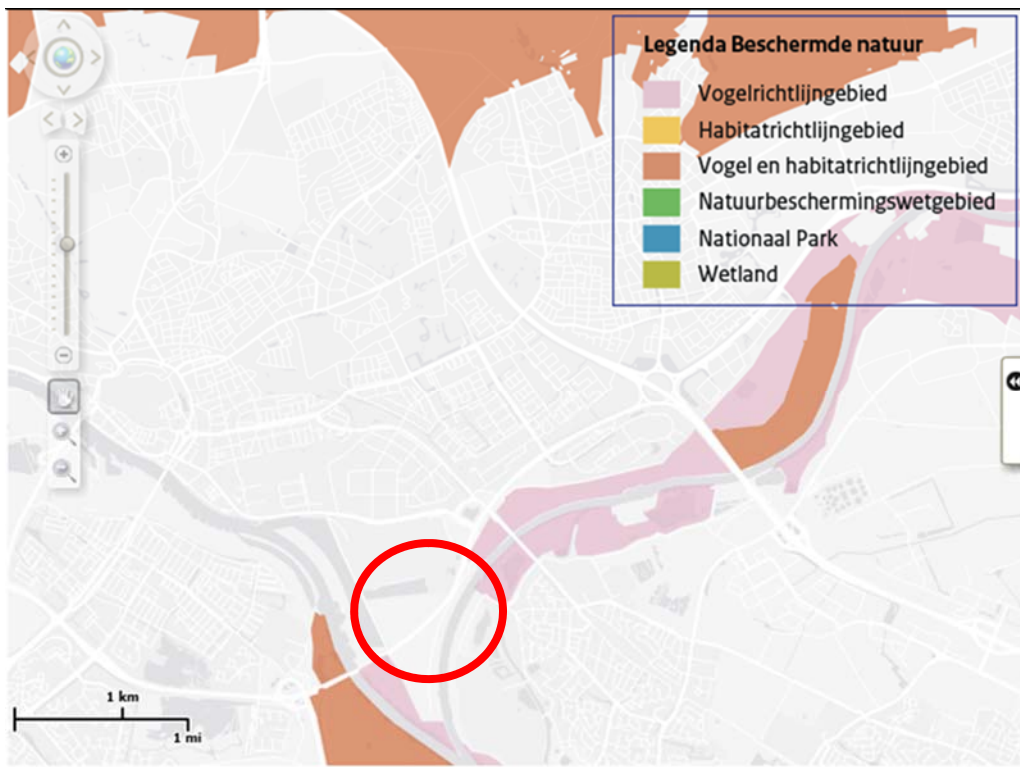 Legenda Beschermde natuur
Vogelrichtlijngebied
Habitatrichtlijngebied
Vogel en habitatrichtlijngebied
Natuurbeschermingswetgebied
Nationaal Park
Wetland
1 km
1 mi